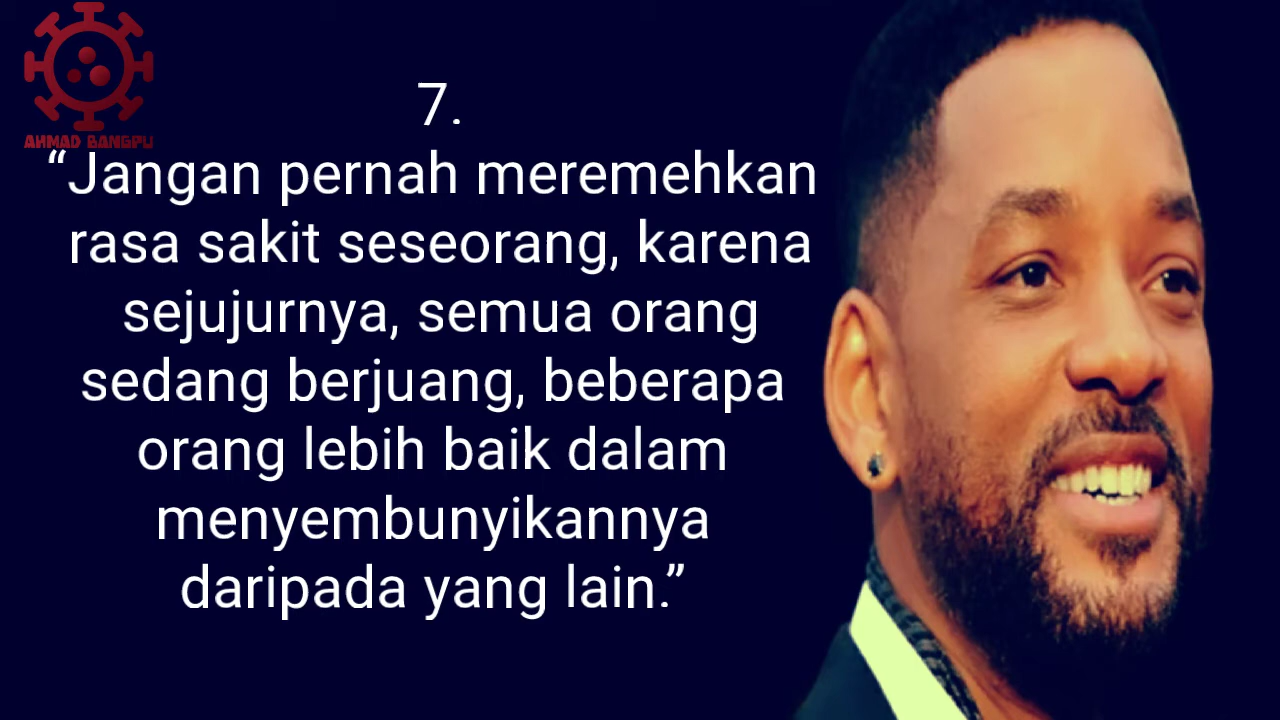 AHMAD BANGPU
7.
“Jangan pernah meremehkan
rasa sakit seseorang, karena
sejujurnya, semua orang
sedang berjuang, beberapa
orang lebih baik dalam
menyembunyikannya
daripada yang lain.”